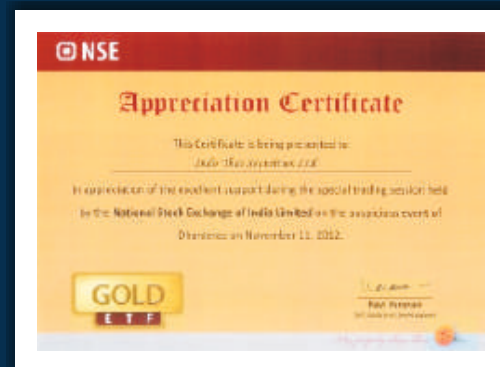 NSE
Appreciation Certificate
This Certificate is being presented to
In appreciation of the excellent support during the special trading session held
by the National Stock Exchange of India Limited on the auspicious event of
Dhanteras on November 11, 2012.
GOLD
ETF
Ravi